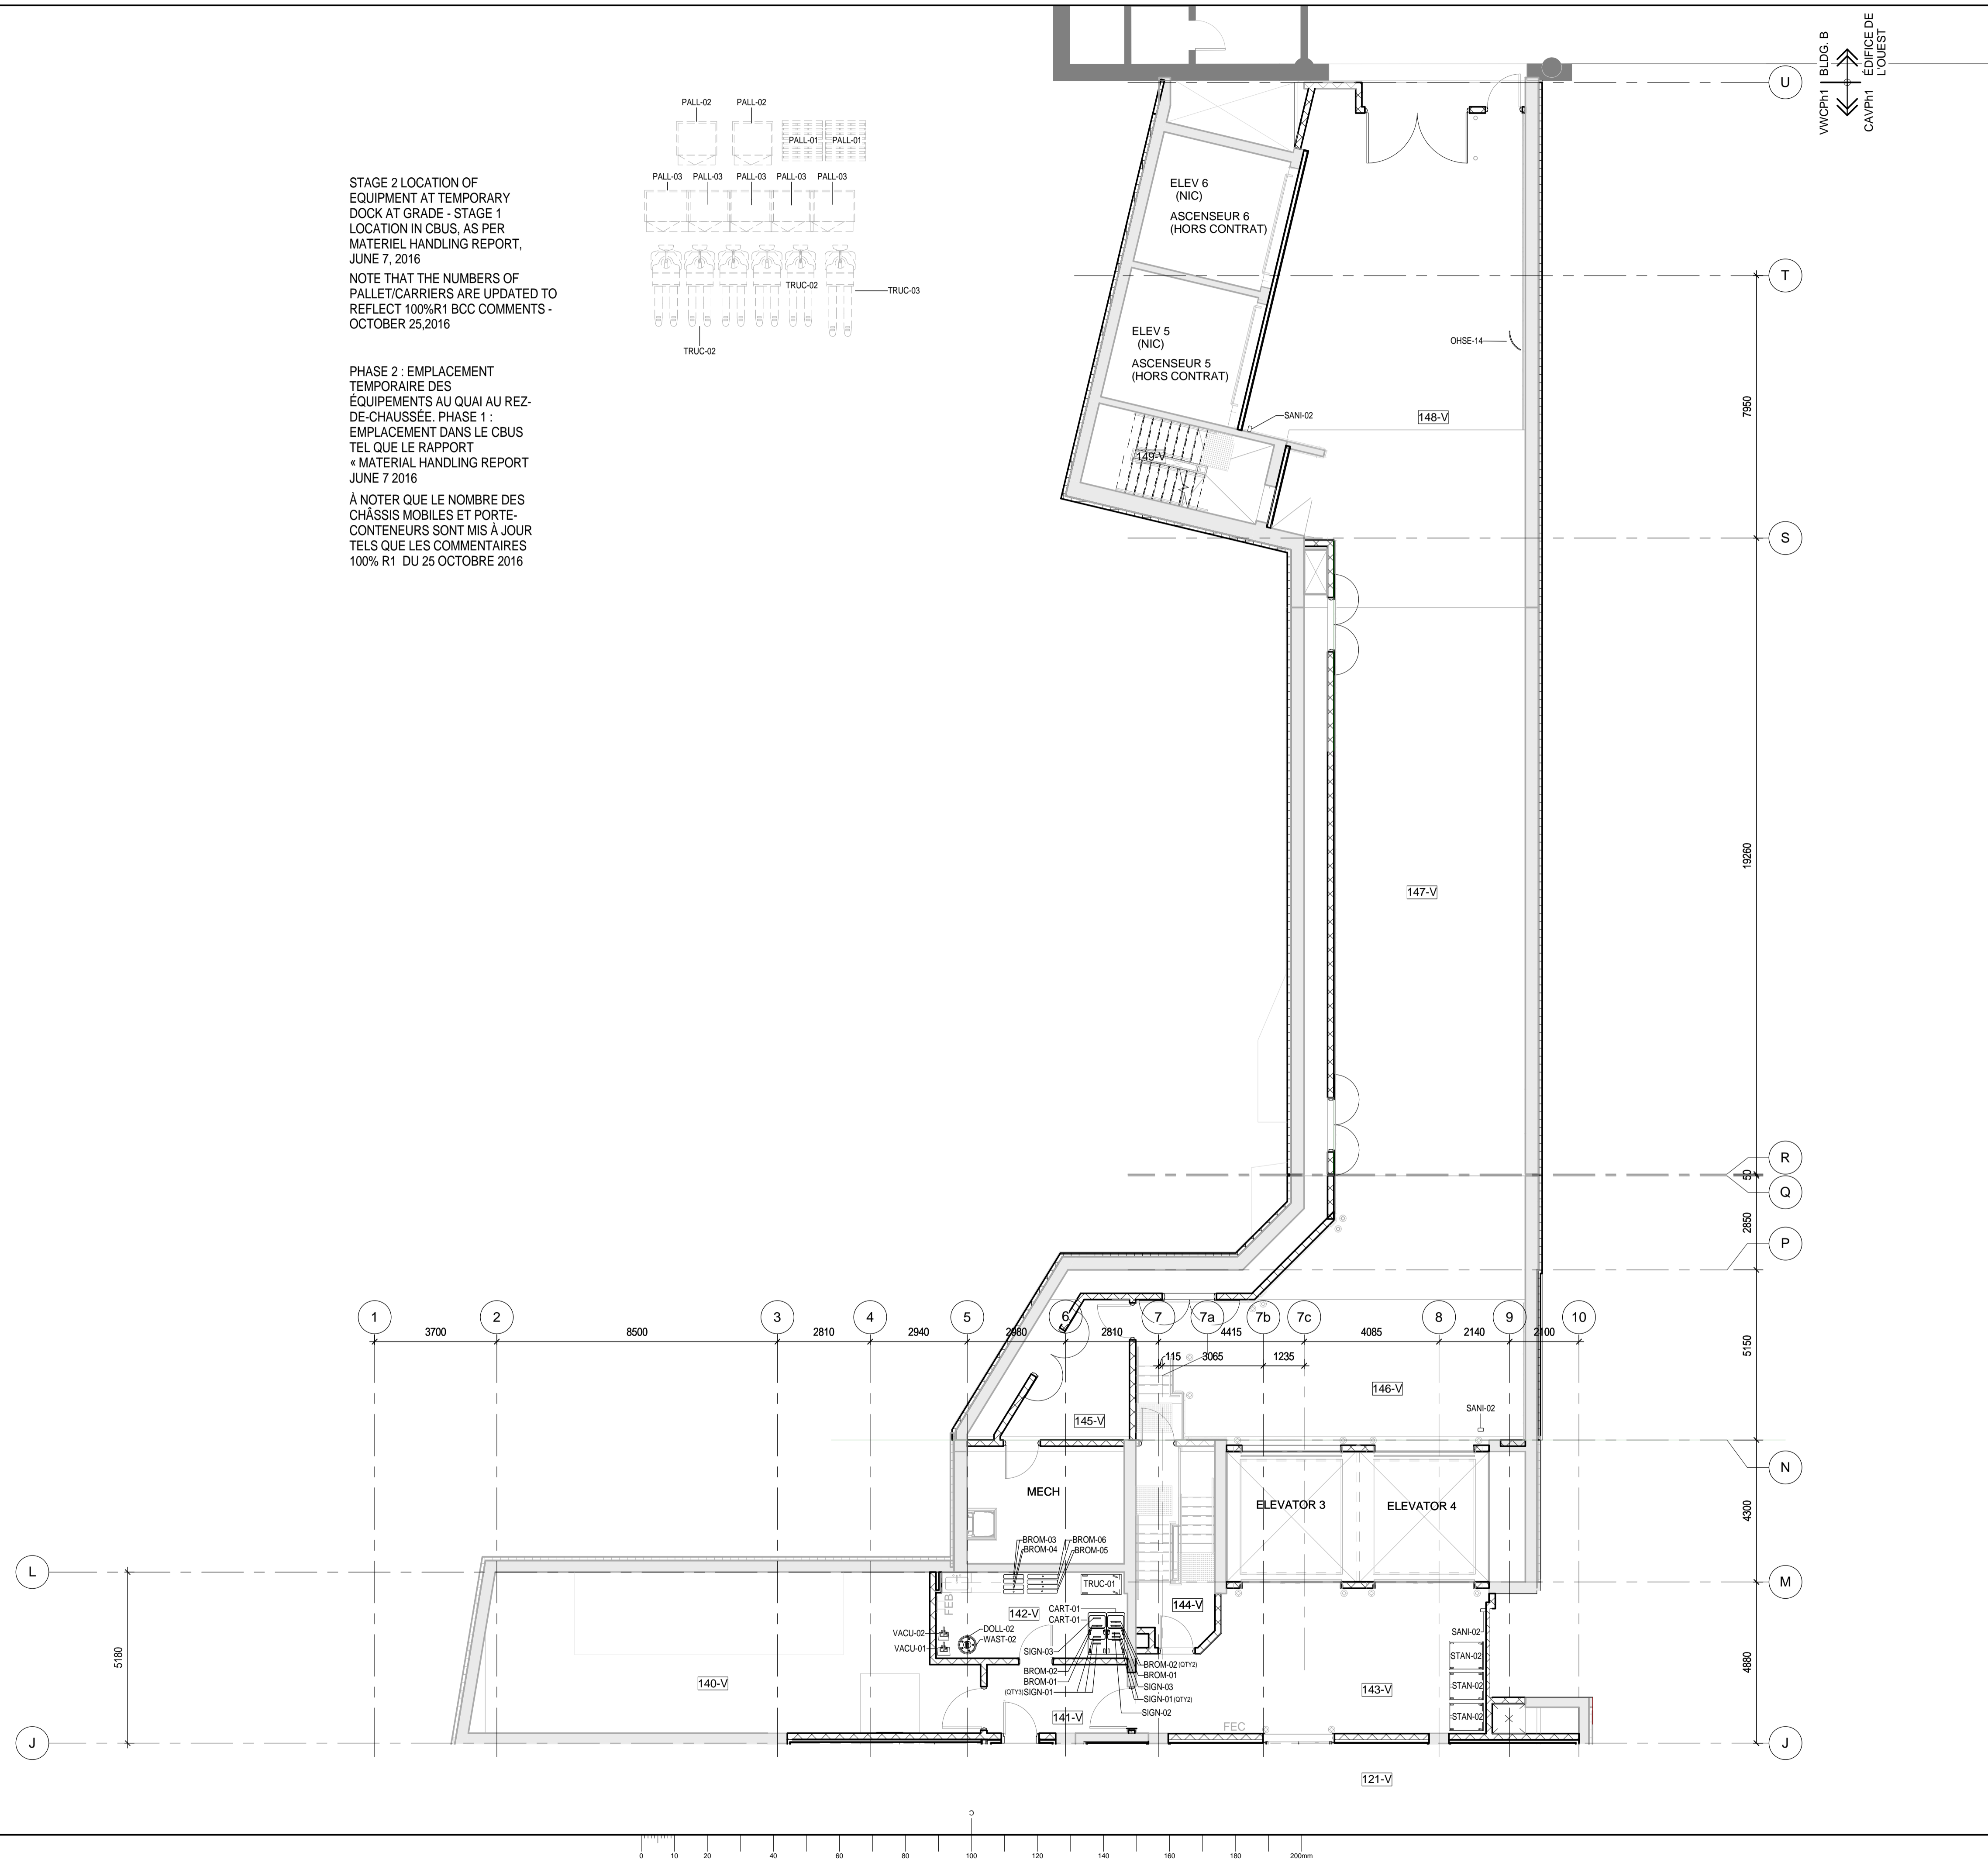 VWCPh1 BLDG. B
CAVPh1 ÉDIFICE DE
L'OUEST
U
PALL-02
PALL-02
PALL-01
PALL-01
PALL-03
PALL-03
PALL-03
PALL-03
PALL-03
TRUC-02
TRUC-03
TRUC-02
STAGE 2 LOCATION OF
EQUIPMENT AT TEMPORARY
DOCK AT GRADE - STAGE 1
LOCATION IN CBUS, AS PER
MATERIEL HANDLING REPORT,
JUNE 7, 2016
NOTE THAT THE NUMBERS OF
PALLET/CARRIERS ARE UPDATED TO
REFLECT 100%R1 BCC COMMENTS -
OCTOBER 25,2016
PHASE 2 : EMPLACEMENT
TEMPORAIRE DES
ÉQUIPEMENTS AU QUAI AU REZ-
DE-CHAUSSÉE. PHASE 1 :
EMPLACEMENT DANS LE CBUS
TEL QUE LE RAPPORT
« MATERIAL HANDLING REPORT
JUNE 7 2016
À NOTER QUE LE NOMBRE DES
CHÂSSIS MOBILES ET PORTE-
CONTENEURS SONT MIS À JOUR
TELS QUE LES COMMENTAIRES
100% R1 DU 25 OCTOBRE 2016
ELEV 6
(NIC)
ASCENSEUR 6
(HORS CONTRAT)
T
ELEV 5
(NIC)
ASCENSEUR 5
(HORS CONTRAT)
OHSE-14
SANI-02
148-V
7950
149-V
S
19260
147-V
R
50
Q
2850
P
1
2
3
4
5
6
7
7a
7b
7c
8
9
10
3700
8500
2810
2940
2980
2810
4415
4085
2140
2100
115
3065
1235
5150
146-V
SANI-02
145-V
N
MECH
ELEVATOR 3
ELEVATOR 4
4300
BROM-03
BROM-04
BROM-06
BROM-05
L
M
TRUC-01
FEB
142-V
CART-01
CART-01
144-V
VACU-02
VACU-01
DOLL-02
WAST-02
SIGN-03
BROM-02
BROM-01
(QTY3) SIGN-01
BROM-02 (QTY2)
BROM-01
SIGN-03
SIGN-01 (QTY2)
SIGN-02
SANI-02
STAN-02
STAN-02
STAN-02
5180
4880
140-V
143-V
141-V
FEC
J
J
121-V
0
10
20
40
60
80
100
120
140
160
180
200mm